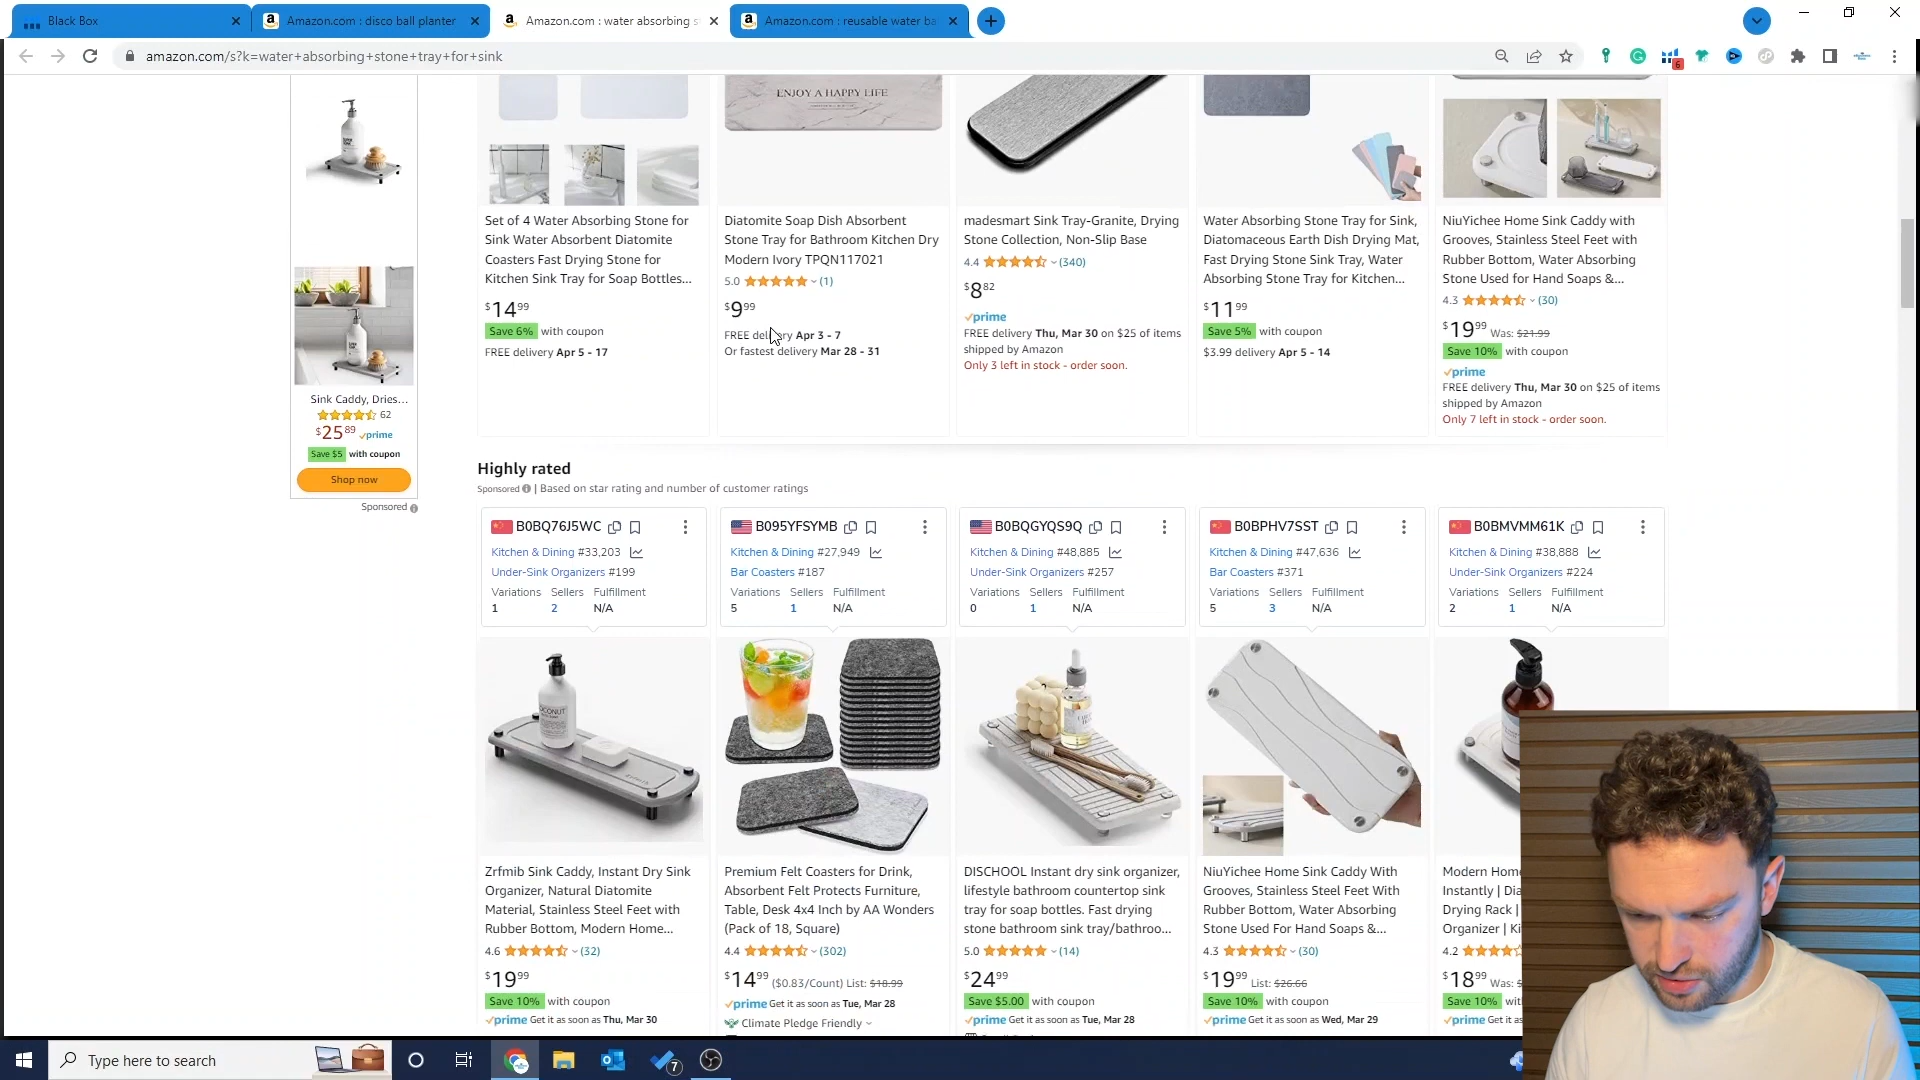 Black Box
Amazon.com : disco ball planter
Amazon.com : water absorbing s
Amazon.com : reusable water ba
amazon.com/s?k=water+absorbing+stone+tray+for+sink
6
ENJOY A HAPPY LIFE
Set of 4 Water Absorbing Stone for
Sink Water Absorbent Diatomite
Coasters Fast Drying Stone for
Kitchen Sink Tray for Soap Bottles...
$14.99
Save 6% with coupon
FREE delivery Apr 5 - 17
Diatomite Soap Dish Absorbent
Stone Tray for Bathroom Kitchen Dry
Modern Ivory TPQN117021
5.0 (1)
$9.99
FREE delivery Apr 3 - 7
Or fastest delivery Mar 28 - 31
madesmart Sink Tray-Granite, Drying
Stone Collection, Non-Slip Base
4.4 (340)
$8.82
prime
FREE delivery Thu, Mar 30 on $25 of items
shipped by Amazon
Only 3 left in stock - order soon.
Water Absorbing Stone Tray for Sink,
Diatomaceous Earth Dish Drying Mat,
Fast Drying Stone Sink Tray, Water
Absorbing Stone Tray for Kitchen...
$11.99
Save 5% with coupon
$3.99 delivery Apr 5 - 14
NiuYichee Home Sink Caddy with
Grooves, Stainless Steel Feet with
Rubber Bottom, Water Absorbing
Stone Used for Hand Soaps &...
4.3 (30)
$19.99 Was: $21.99
Save 10% with coupon
prime
FREE delivery Thu, Mar 30 on $25 of items
shipped by Amazon
Only 7 left in stock - order soon.
Sink Caddy, Dries...
62
$25.89 prime
Save $5 with coupon
Shop now
Sponsored
Highly rated
Sponsored | Based on star rating and number of customer ratings
B0BQ76J5WC
Kitchen & Dining #33,203
Under-Sink Organizers #199
Variations Sellers Fulfillment
1 2 N/A
B095YFSYMB
Kitchen & Dining #27,949
Bar Coasters #187
Variations Sellers Fulfillment
5 1 N/A
B0BQGYQS9Q
Kitchen & Dining #48,885
Under-Sink Organizers #257
Variations Sellers Fulfillment
0 1 N/A
B0BPHV7SST
Kitchen & Dining #47,636
Bar Coasters #371
Variations Sellers Fulfillment
5 3 N/A
B0BMVMM61K
Kitchen & Dining #38,888
Under-Sink Organizers #224
Variations Sellers Fulfillment
2 1 N/A
Zrfmib Sink Caddy, Instant Dry Sink
Organizer, Natural Diatomite
Material, Stainless Steel Feet with
Rubber Bottom, Modern Home...
4.6 (32)
$19.99
Save 10% with coupon
prime Get it as soon as Thu, Mar 30
Premium Felt Coasters for Drink,
Absorbent Felt Protects Furniture,
Table, Desk 4x4 Inch by AA Wonders
(Pack of 18, Square)
4.4 (302)
$14.99 ($0.83/Count) List: $18.99
prime Get it as soon as Tue, Mar 28
Climate Pledge Friendly
DISCHOOL Instant dry sink organizer,
lifestyle bathroom countertop sink
tray for soap bottles. Fast drying
stone bathroom sink tray/bathroo...
5.0 (14)
$24.99
Save $5.00 with coupon
prime Get it as soon as Tue, Mar 28
NiuYichee Home Sink Caddy With
Grooves, Stainless Steel Feet With
Rubber Bottom, Water Absorbing
Stone Used For Hand Soaps &...
4.3 (30)
$19.99 List: $26.66
Save 10% with coupon
prime Get it as soon as Wed, Mar 29
Modern Hom
Instantly | Dia
Drying Rack |
Organizer | Ki
4.2
$18.99 Was: $
Save 10% wit
prime Get it a
Type here to search
7